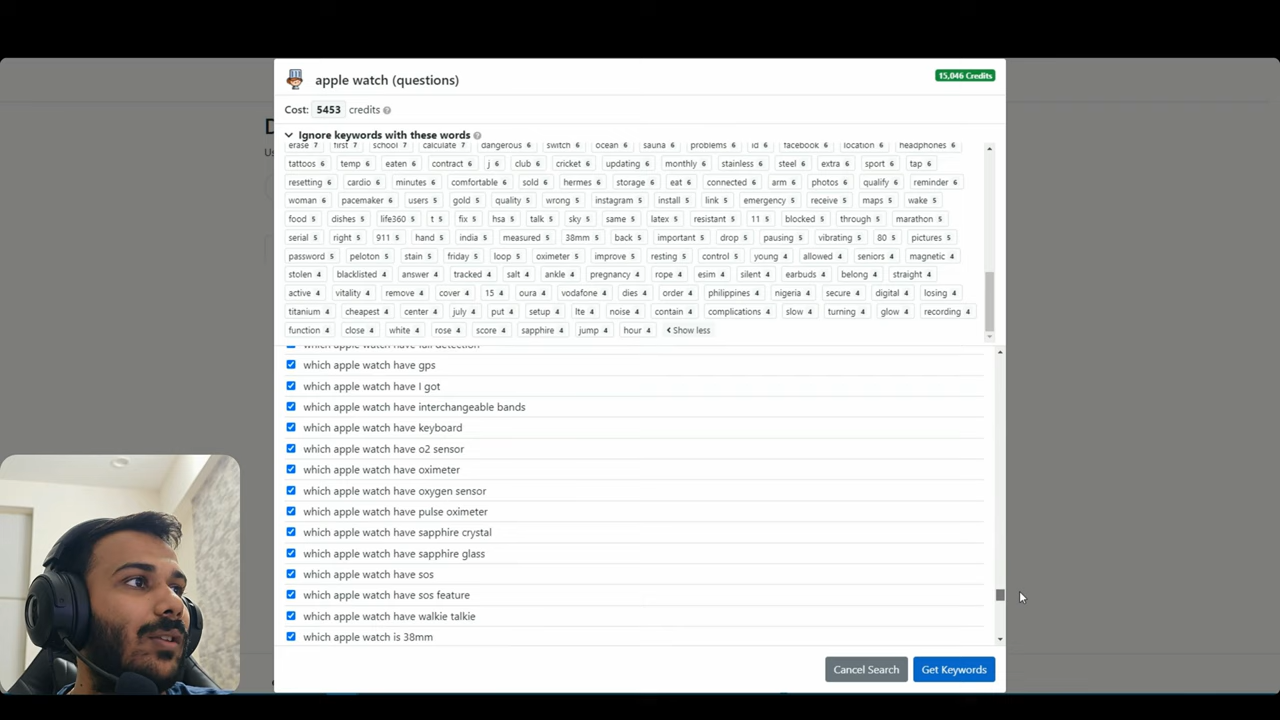 apple watch (questions)
15,046 Credits
Cost: 5453 credits
Ignore keywords with these words
erase 7 first 7 school 7 calculate 7 dangerous 6 switch 6 ocean 6 sauna 6 problems 6 id 6 facebook 6 location 6 headphones 6
tattoos 6 temp 6 eaten 6 contract 6 j 6 club 6 cricket 6 updating 6 monthly 6 stainless 6 steel 6 extra 6 sport 6 tap 6
resetting 6 cardio 6 minutes 6 comfortable 6 sold 6 hermes 6 storage 6 eat 6 connected 6 arm 6 photos 6 qualify 6 reminder 6
woman 6 pacemaker 6 users 5 gold 5 quality 5 wrong 5 instagram 5 install 5 link 5 emergency 5 receive 5 maps 5 wake 5
food 5 dishes 5 life360 5 t 5 fix 5 hsa 5 talk 5 sky 5 same 5 latex 5 resistant 5 11 5 blocked 5 through 5 marathon 5
serial 5 right 5 911 5 hand 5 india 5 measured 5 38mm 5 back 5 important 5 drop 5 pausing 5 vibrating 5 80 5 pictures 5
password 5 peloton 5 stain 5 friday 5 loop 5 oximeter 5 improve 5 resting 5 control 5 young 4 allowed 4 seniors 4 magnetic 4
stolen 4 blacklisted 4 answer 4 tracked 4 salt 4 ankle 4 pregnancy 4 rope 4 esim 4 silent 4 earbuds 4 belong 4 straight 4
active 4 vitality 4 remove 4 cover 4 15 4 oura 4 vodafone 4 dies 4 order 4 philippines 4 nigeria 4 secure 4 digital 4 losing 4
titanium 4 cheapest 4 center 4 july 4 put 4 setup 4 lte 4 noise 4 contain 4 complications 4 slow 4 turning 4 glow 4 recording 4
function 4 close 4 white 4 rose 4 score 4 sapphire 4 jump 4 hour 4 Show less
which apple watch have fall detection
which apple watch have gps
which apple watch have I got
which apple watch have interchangeable bands
which apple watch have keyboard
which apple watch have o2 sensor
which apple watch have oximeter
which apple watch have oxygen sensor
which apple watch have pulse oximeter
which apple watch have sapphire crystal
which apple watch have sapphire glass
which apple watch have sos
which apple watch have sos feature
which apple watch have walkie talkie
which apple watch is 38mm
Cancel Search Get Keywords